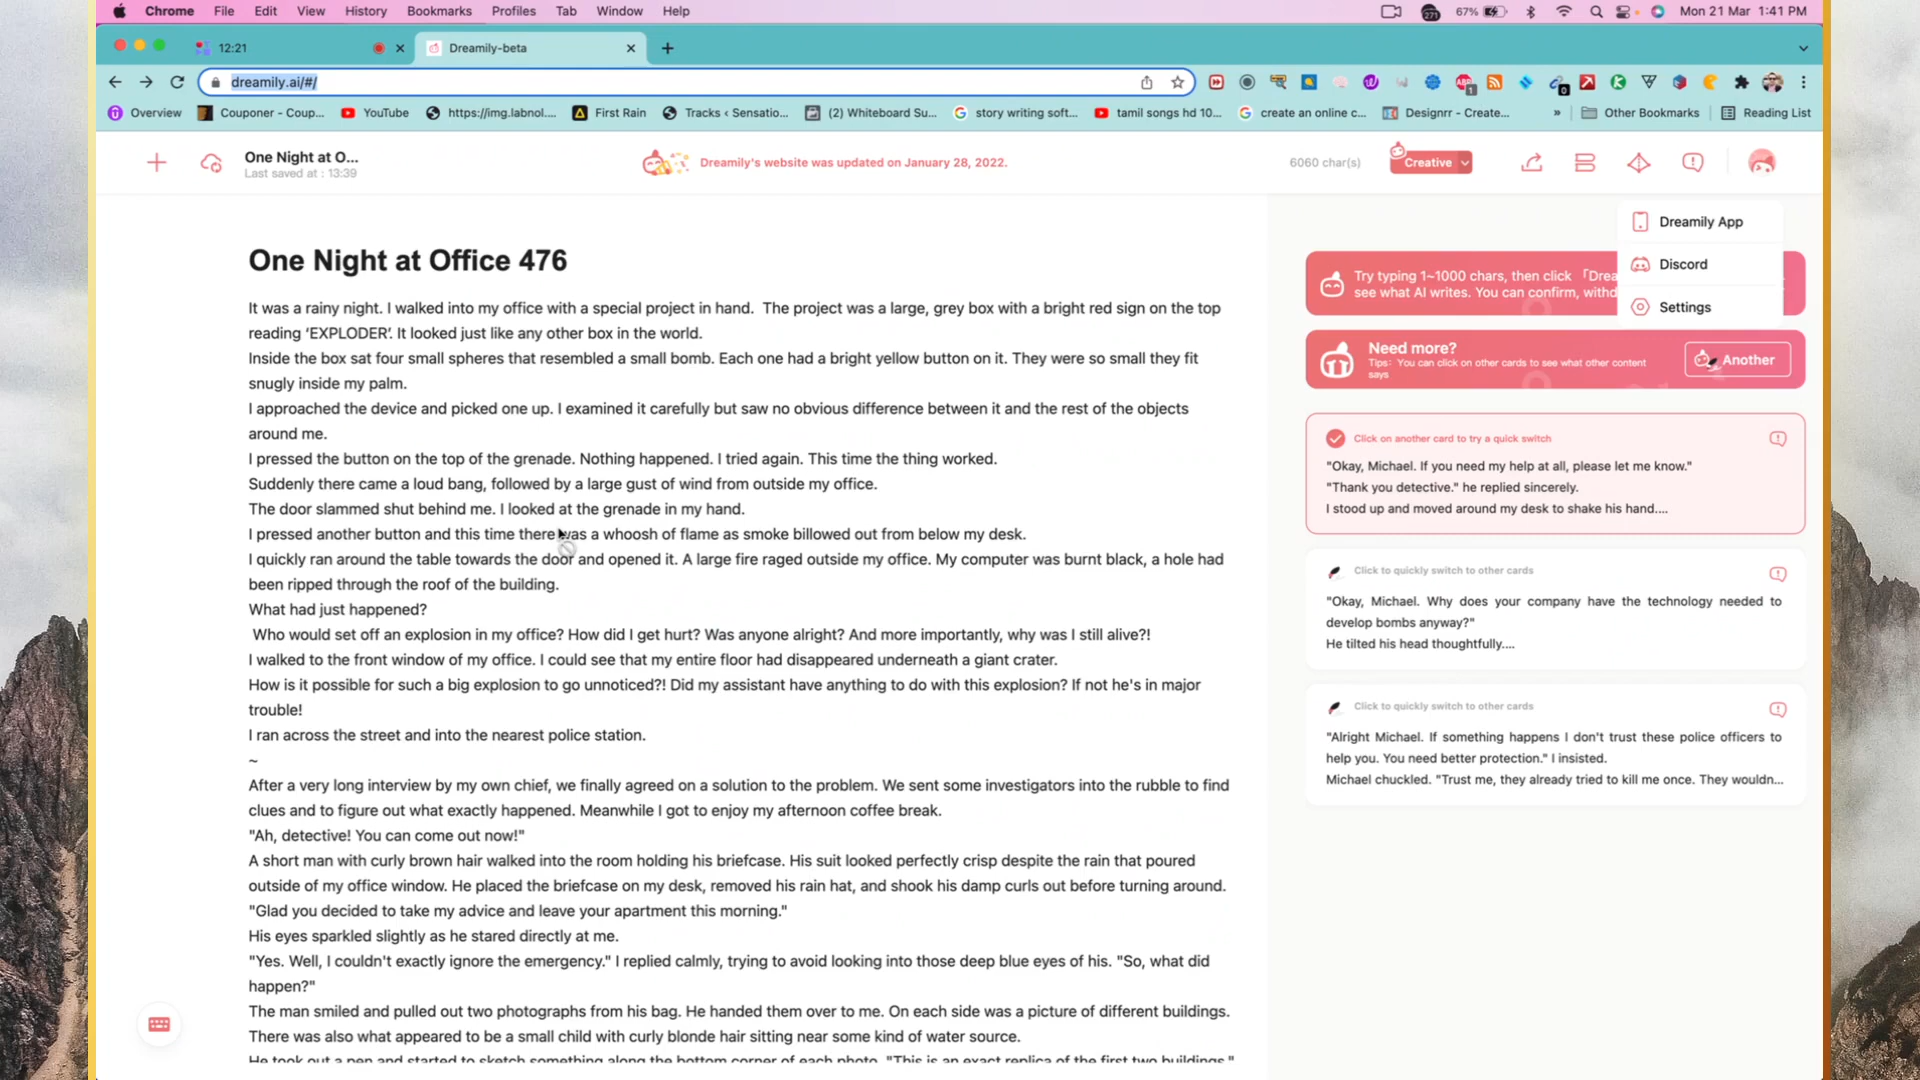 Chrome File Edit View History Bookmarks Profiles Tab Window Help
271 67% Mon 21 Mar 1:41 PM
12:21 Dreamily-beta
dreamily.ai/#/
Overview Couponer - Coup... YouTube https://img.labnol.... First Rain Tracks ‹ Sensatio... (2) Whiteboard Su... story writing soft... tamil songs hd 10... create an online c... Designrr - Create... » Other Bookmarks Reading List
One Night at O...
Last saved at : 13:39
Dreamily's website was updated on January 28, 2022.
6060 char(s)
Creative
Dreamily App
Discord
Settings
One Night at Office 476
It was a rainy night. I walked into my office with a special project in hand.  The project was a large, grey box with a bright red sign on the top
reading ‘EXPLODER’. It looked just like any other box in the world.
Inside the box sat four small spheres that resembled a small bomb. Each one had a bright yellow button on it. They were so small they fit
snugly inside my palm.
I approached the device and picked one up. I examined it carefully but saw no obvious difference between it and the rest of the objects
around me.
I pressed the button on the top of the grenade. Nothing happened. I tried again. This time the thing worked.
Suddenly there came a loud bang, followed by a large gust of wind from outside my office.
The door slammed shut behind me. I looked at the grenade in my hand.
I pressed another button and this time there was a whoosh of flame as smoke billowed out from below my desk.
I quickly ran around the table towards the door and opened it. A large fire raged outside my office. My computer was burnt black, a hole had
been ripped through the roof of the building.
What had just happened?
Who would set off an explosion in my office? How did I get hurt? Was anyone alright? And more importantly, why was I still alive?!
I walked to the front window of my office. I could see that my entire floor had disappeared underneath a giant crater.
How is it possible for such a big explosion to go unnoticed?! Did my assistant have anything to do with this explosion? If not he's in major
trouble!
I ran across the street and into the nearest police station.
~
After a very long interview by my own chief, we finally agreed on a solution to the problem. We sent some investigators into the rubble to find
clues and to figure out what exactly happened. Meanwhile I got to enjoy my afternoon coffee break.
"Ah, detective! You can come out now!"
A short man with curly brown hair walked into the room holding his briefcase. His suit looked perfectly crisp despite the rain that poured
outside of my office window. He placed the briefcase on my desk, removed his rain hat, and shook his damp curls out before turning around.
"Glad you decided to take my advice and leave your apartment this morning."
His eyes sparkled slightly as he stared directly at me.
"Yes. Well, I couldn't exactly ignore the emergency." I replied calmly, trying to avoid looking into those deep blue eyes of his. "So, what did
happen?"
The man smiled and pulled out two photographs from his bag. He handed them over to me. On each side was a picture of different buildings.
There was also what appeared to be a small child with curly blonde hair sitting near some kind of water source.
He took out a pen and started to sketch something along the bottom corner of each photo. "This is an exact replica of the first two buildings."
Try typing 1~1000 chars, then click 「Drea
see what AI writes. You can confirm, withd
Need more?
Tips: You can click on other cards to see what other content
says
Another
Click on another card to try a quick switch
"Okay, Michael. If you need my help at all, please let me know."
"Thank you detective." he replied sincerely.
I stood up and moved around my desk to shake his hand....
Click to quickly switch to other cards
"Okay, Michael. Why does your company have the technology needed to
develop bombs anyway?"
He tilted his head thoughtfully....
Click to quickly switch to other cards
"Alright Michael. If something happens I don't trust these police officers to
help you. You need better protection." I insisted.
Michael chuckled. "Trust me, they already tried to kill me once. They wouldn...